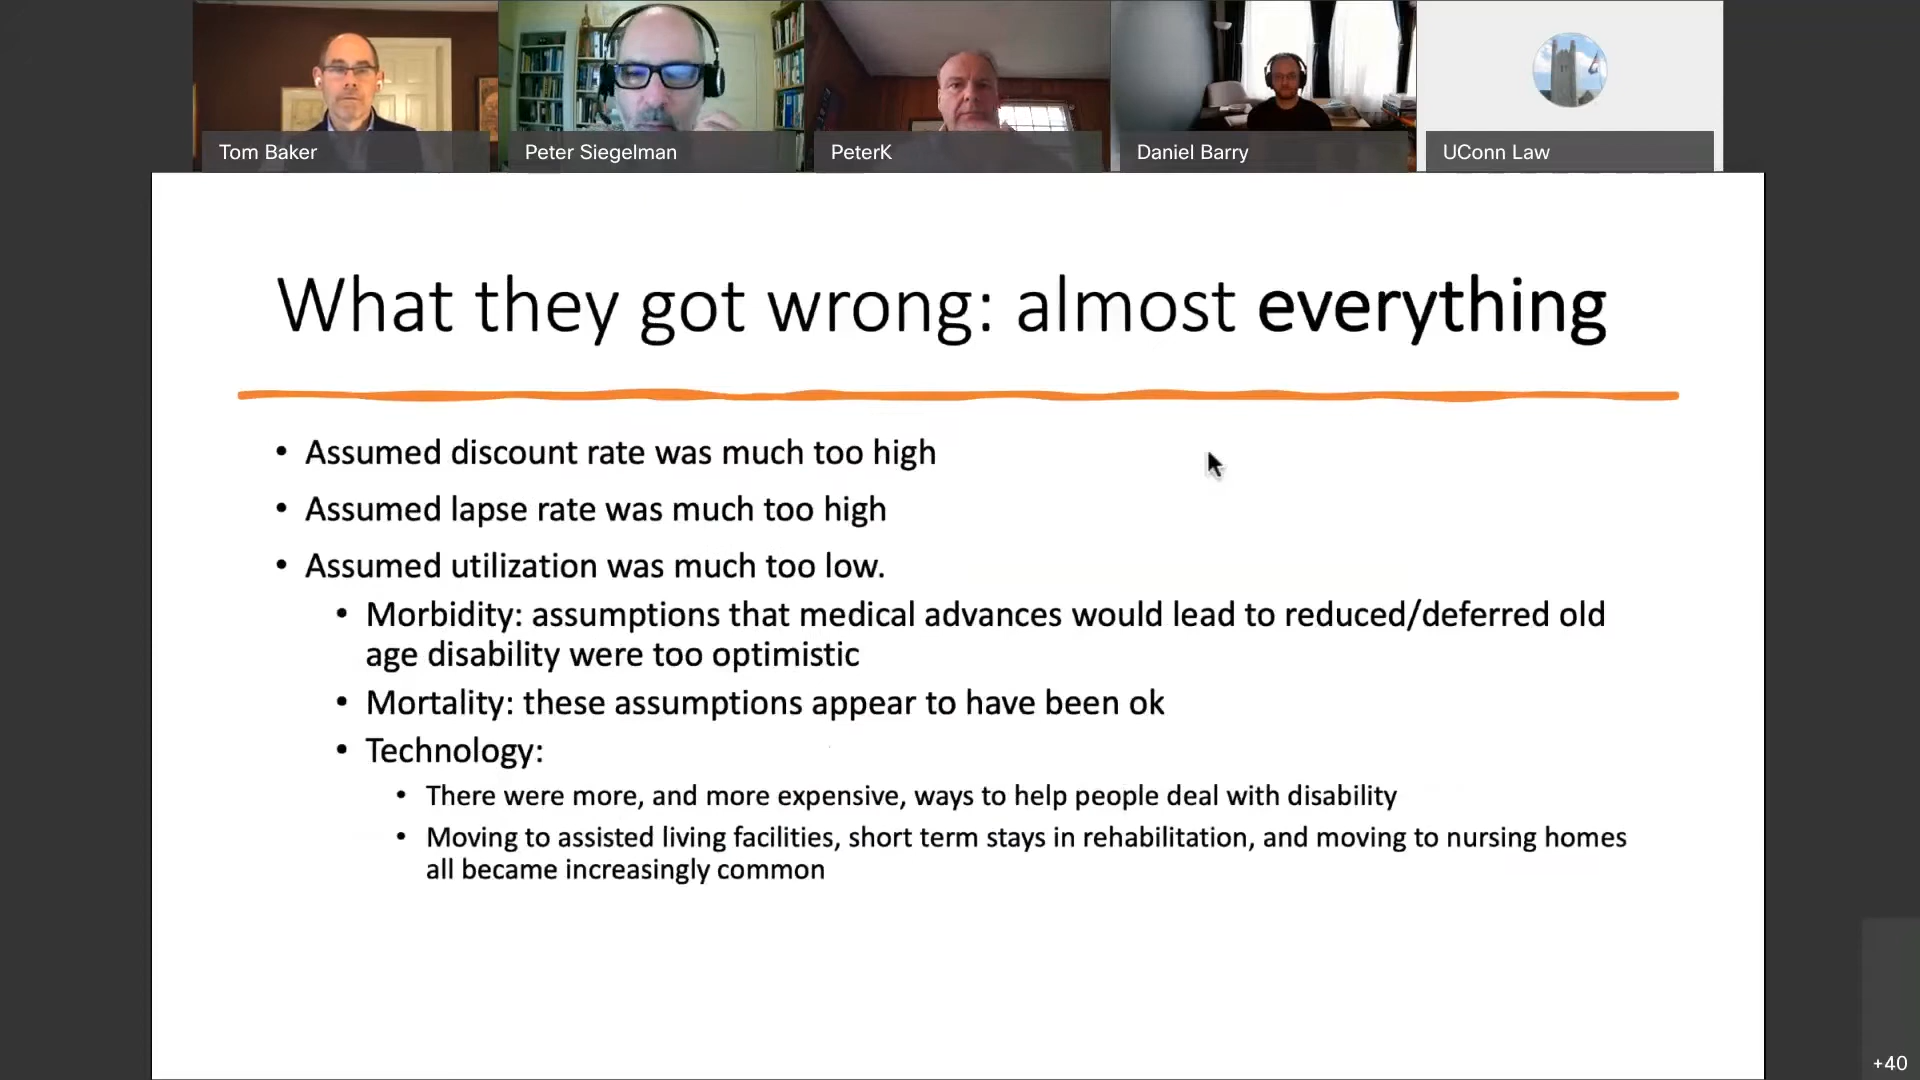 Tom Baker
Peter Siegelman
PeterK
Daniel Barry
UConn Law
What they got wrong: almost everything
• Assumed discount rate was much too high
• Assumed lapse rate was much too high
• Assumed utilization was much too low.
• Morbidity: assumptions that medical advances would lead to reduced/deferred old
age disability were too optimistic
• Mortality: these assumptions appear to have been ok
• Technology:
• There were more, and more expensive, ways to help people deal with disability
• Moving to assisted living facilities, short term stays in rehabilitation, and moving to nursing homes
all became increasingly common
+40